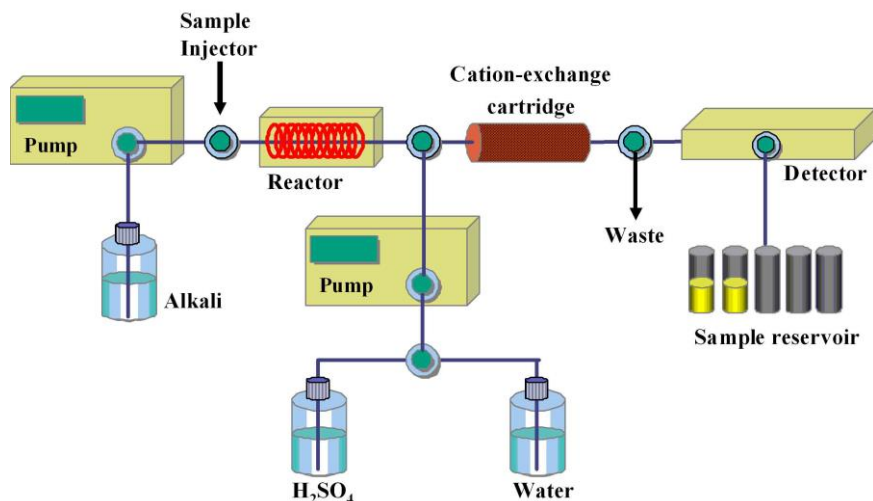 Sample
Injector
Cation-exchange
cartridge
Pump
Reactor
Detector
Waste
Pump
Alkali
Sample reservoir
H₂SO₄
Water